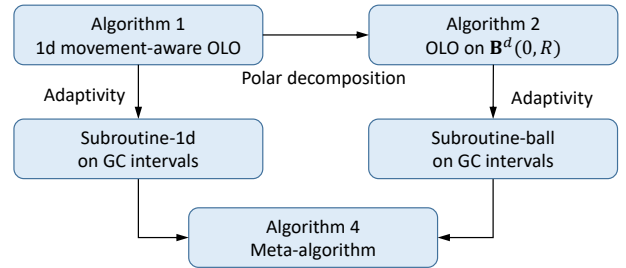 Algorithm 1
1d movement-aware OLO
Algorithm 2
OLO on B^d(0, R)
Polar decomposition
Adaptivity
Adaptivity
Subroutine-1d
on GC intervals
Subroutine-ball
on GC intervals
Algorithm 4
Meta-algorithm